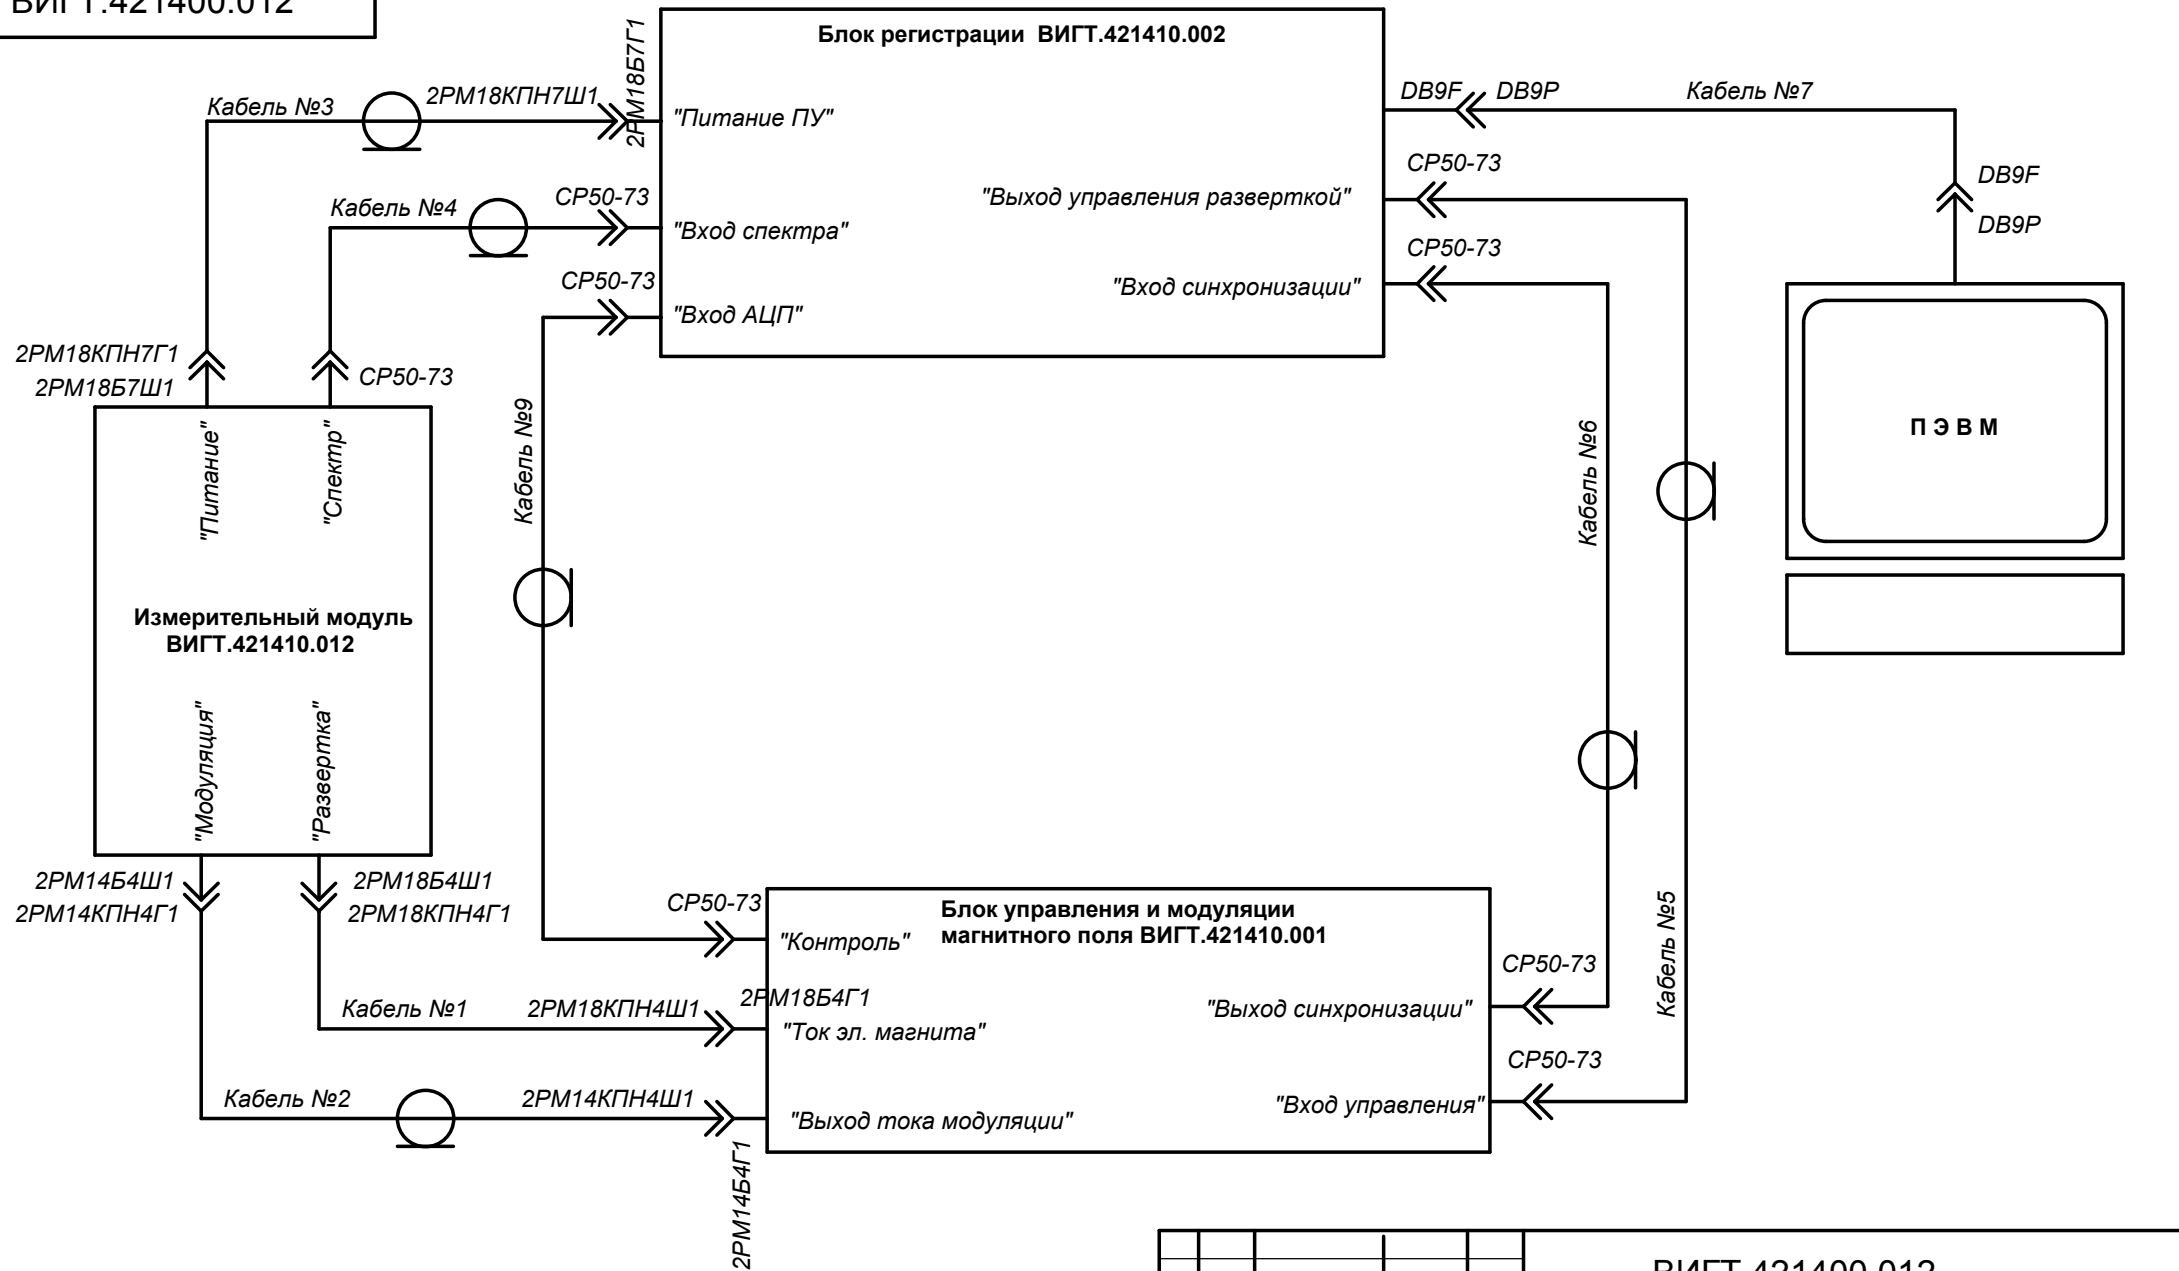 ВИГТ.421400.012
Блок регистрации ВИГТ.421410.002
2РМ18Б7Г1
Кабель №3
2РМ18КПН7Ш1
"Питание ПУ"
DB9F
DB9P
Кабель №7
Кабель №4
СР50-73
"Вход спектра"
СР50-73
"Вход АЦП"
"Выход управления разверткой"
СР50-73
"Вход синхронизации"
СР50-73
DB9F
DB9P
2РМ18КПН7Г1
2РМ18Б7Ш1
СР50-73
"Питание"
"Спектр"
Кабель №9
Кабель №6
П Э В М
Измерительный модуль
ВИГТ.421410.012
"Модуляция"
"Развертка"
2РМ14Б4Ш1
2РМ14КПН4Г1
2РМ18Б4Ш1
2РМ18КПН4Г1
СР50-73
Блок управления и модуляции
магнитного поля ВИГТ.421410.001
"Контроль"
Кабель №5
СР50-73
Кабель №1
2РМ18КПН4Ш1
2РМ18Б4Г1
"Ток эл. магнита"
"Выход синхронизации"
СР50-73
Кабель №2
2РМ14КПН4Ш1
"Выход тока модуляции"
"Вход управления"
2РМ14Б4Г1
ВИГТ.421400.012